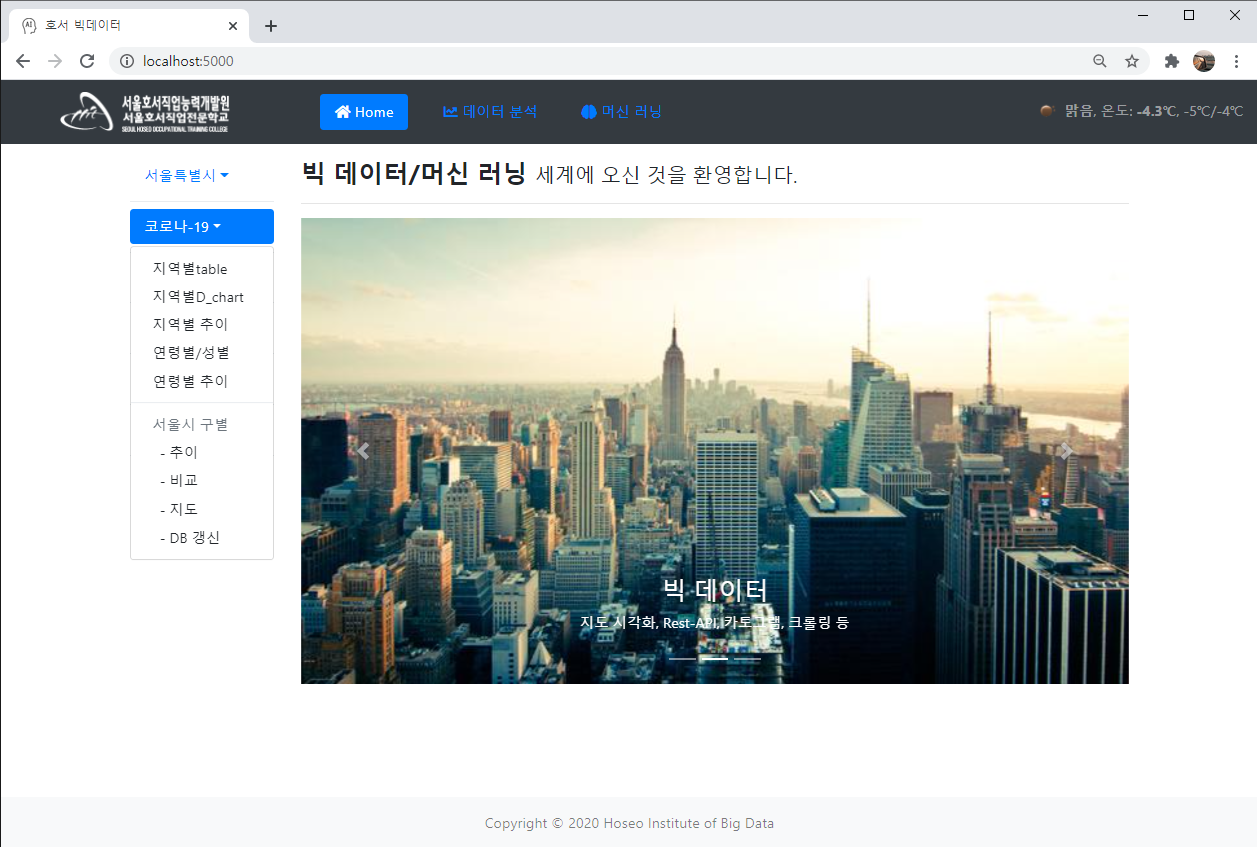 호서 빅데이터
localhost:5000
서울호서직업능력개발원
서울호서직업전문학교
SEOUL HOSEO OCCUPATIONAL TRAINING COLLEGE
Home 데이터 분석 머신 러닝
맑음, 온도: -4.3℃, -5℃/-4℃
서울특별시
코로나-19
지역별table
지역별D_chart
지역별 추이
연령별/성별
연령별 추이
서울시 구별
- 추이
- 비교
- 지도
- DB 갱신
빅 데이터/머신 러닝 세계에 오신 것을 환영합니다.
빅 데이터
지도 시각화, Rest-API, 카토그램, 크롤링 등
Copyright © 2020 Hoseo Institute of Big Data